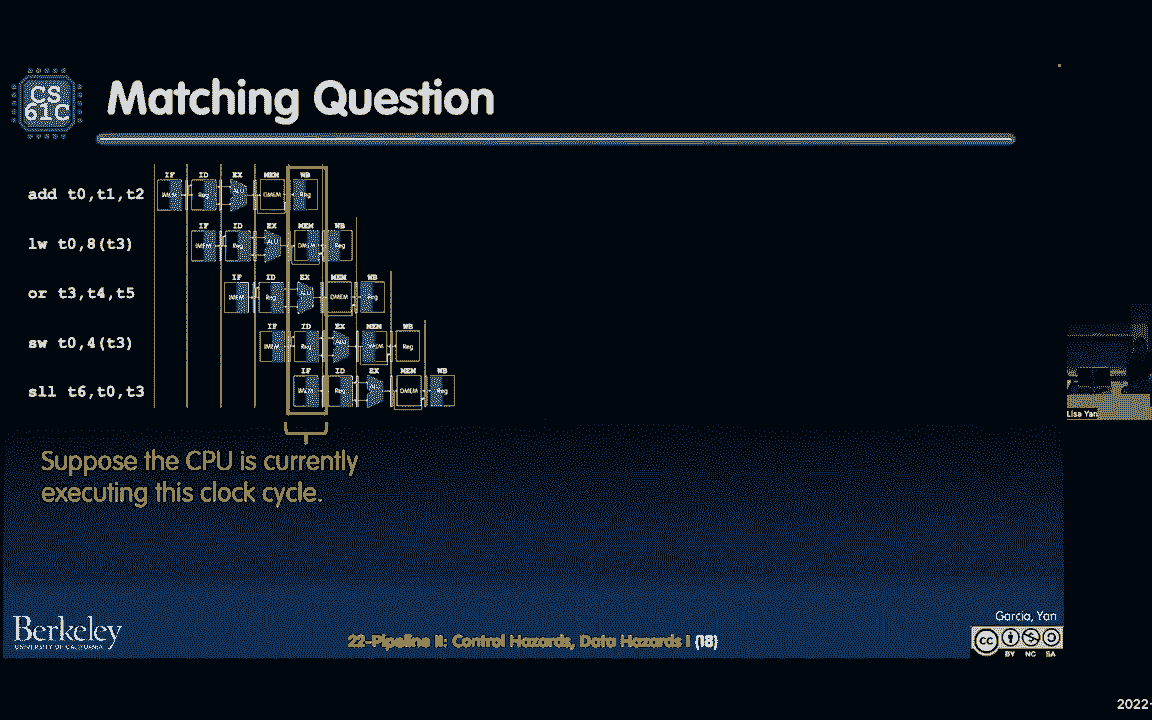 CS
61C
Matching Question
add t0,t1,t2
IF ID EX MEM WB
IMEM Reg ALU DMEM Reg
lw t0,8(t3)
IF ID EX MEM WB
IMEM Reg ALU DMEM Reg
or t3,t4,t5
IF ID EX MEM WB
IMEM Reg ALU DMEM Reg
sw t0,4(t3)
IF ID EX MEM WB
IMEM Reg ALU DMEM Reg
sll t6,t0,t3
IF ID EX MEM WB
IMEM Reg ALU DMEM Reg
Lisa Yan
Suppose the CPU is currently
executing this clock cycle.
Berkeley
UNIVERSITY OF CALIFORNIA
22-Pipeline II: Control Hazards, Data Hazards I (18)
Garcia, Yan
cc
BY NC SA
2022-